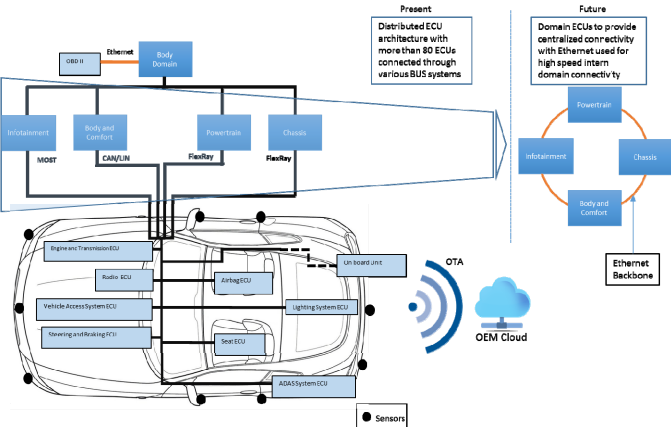 Present
Future
Distributed ECU
architecture with
more than 80 ECUs
connected through
various BUS systems
Domain ECUs to provide
centralized connectivity
with Ethernet used for
high speed intern
domain connectivity
Ethernet
OBD II
Body
Domain
Infotainment
Body and
Comfort
Powertrain
Chassis
MOST
CAN/LIN
FlexRay
FlexRay
Powertrain
Infotainment
Chassis
Body and
Comfort
Ethernet
Backbone
Engine and Transmission ECU
Radio ECU
Airbag ECU
Vehicle Access System ECU
Lighting System ECU
Steering and Braking ECU
Seat ECU
ADAS System ECU
On board Unit
OTA
OEM Cloud
Sensors